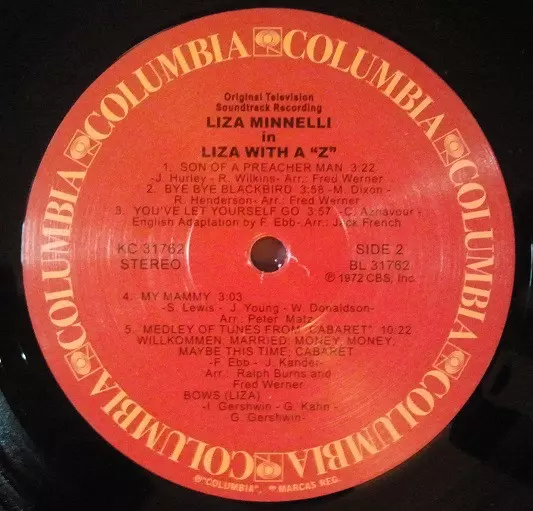 COLUMBIA COLUMBIA COLUMBIA COLUMBIA COLUMBIA COLUMBIA
Original Television
Soundtrack Recording
LIZA MINNELLI
in
LIZA WITH A "Z"
1. SON OF A PREACHER MAN 3:22
-J. Hurley - R. Wilkins- Arr.: Fred Werner
2. BYE BYE BLACKBIRD 3:58 -M. Dixon -
R. Henderson- Arr.: Fred Werner
3. YOU'VE LET YOURSELF GO 3:57 -C. Aznavour -
English Adaptation by F. Ebb- Arr.: Jack French
KC 31762
STEREO
SIDE 2
BL 31762
℗ 1972 CBS, Inc.
4. MY MAMMY 3:03
-S. Lewis - J. Young - W. Donaldson-
Arr.: Peter Matz
5. MEDLEY OF TUNES FROM "CABARET" 10:22
WILLKOMMEN; MARRIED; MONEY, MONEY;
MAYBE THIS TIME; CABARET
-F. Ebb - J. Kander-
Arr.: Ralph Burns and
Fred Werner
BOWS (LIZA)
-I. Gershwin - G. Kahn -
G. Gershwin-
® "COLUMBIA", MARCAS REG.